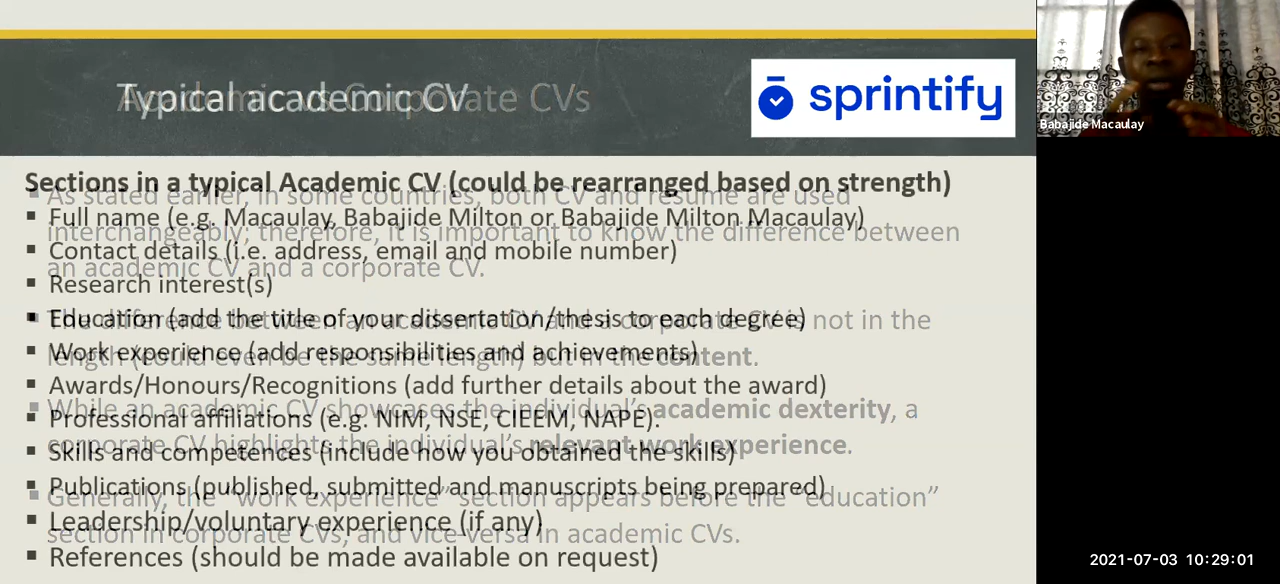 Typical academic CV
Academic vs Corporate CVs
sprintify
Babajide Macaulay
Sections in a typical Academic CV (could be rearranged based on strength)
▪ Full name (e.g. Macaulay, Babajide Milton or Babajide Milton Macaulay)
▪ Contact details (i.e. address, email and mobile number)
▪ Research interest(s)
▪ Education (add the title of your dissertation/thesis to each degree)
▪ Work experience (add responsibilities and achievements)
▪ Awards/Honours/Recognitions (add further details about the award)
▪ Professional affiliations (e.g. NIM, NSE, CIEEM, NAPE).
▪ Skills and competences (include how you obtained the skills)
▪ Publications (published, submitted and manuscripts being prepared)
▪ Leadership/voluntary experience (if any)
▪ References (should be made available on request)
▪ As stated earlier, in some countries, both CV and resume are used
interchangeably; therefore, it is important to know the difference between
an academic CV and a corporate CV.
▪ The difference between an academic CV and a corporate CV is not in the
length (could even be the same length) but in the content.
▪ While an academic CV showcases the individual's academic dexterity, a
corporate CV highlights the individual's relevant work experience.
▪ Generally, the “work experience” section appears before the “education”
section in corporate CVs, and vice-versa in academic CVs.
2021-07-03 10:29:01